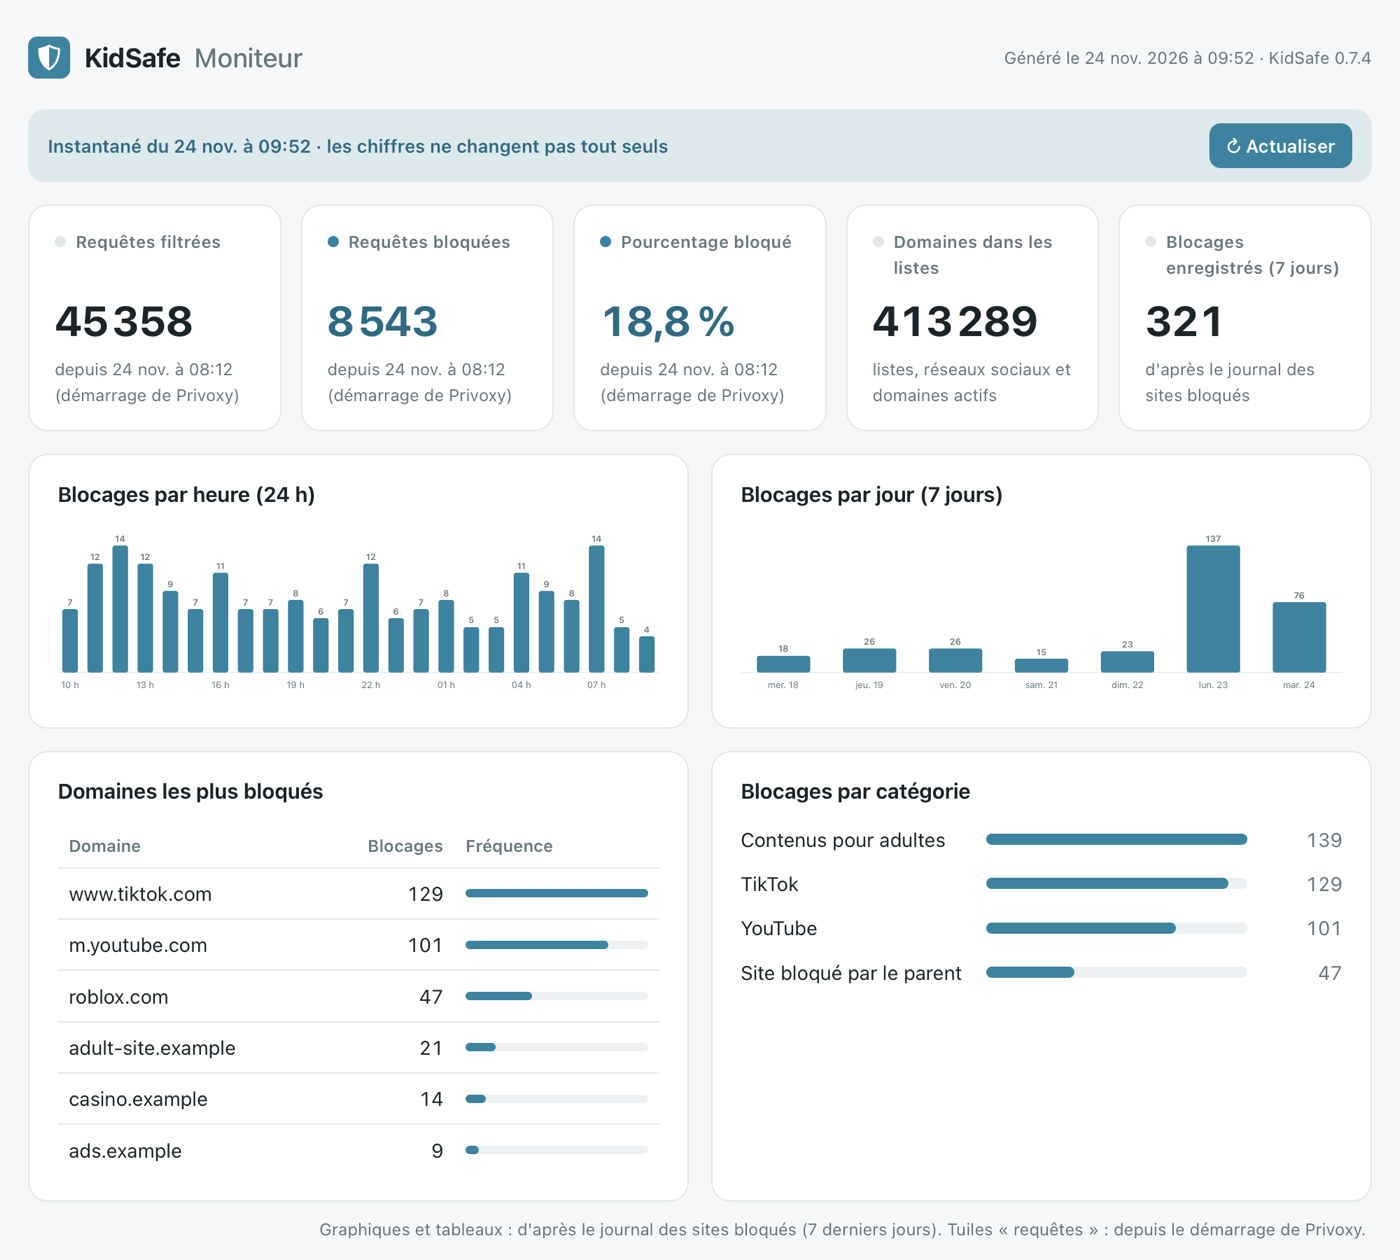 KidSafe Moniteur
Généré le 24 nov. 2026 à 09:52 · KidSafe 0.7.4
Instantané du 24 nov. à 09:52 · les chiffres ne changent pas tout seuls
↻ Actualiser
Requêtes filtrées
45 358
depuis 24 nov. à 08:12
(démarrage de Privoxy)
Requêtes bloquées
8 543
depuis 24 nov. à 08:12
(démarrage de Privoxy)
Pourcentage bloqué
18,8 %
depuis 24 nov. à 08:12
(démarrage de Privoxy)
Domaines dans les
listes
413 289
listes, réseaux sociaux et
domaines actifs
Blocages
enregistrés (7 jours)
321
d'après le journal des
sites bloqués
Blocages par heure (24 h)
7 12 14 12 9 7 11 7 7 8 6 7 12 6 7 8 5 5 11 9 8 14 5 4
10 h 13 h 16 h 19 h 22 h 01 h 04 h 07 h
Blocages par jour (7 jours)
18 26 26 15 23 137 76
mer. 18 jeu. 19 ven. 20 sam. 21 dim. 22 lun. 23 mar. 24
Domaines les plus bloqués
Domaine Blocages Fréquence
www.tiktok.com 129
m.youtube.com 101
roblox.com 47
adult-site.example 21
casino.example 14
ads.example 9
Blocages par catégorie
Contenus pour adultes 139
TikTok 129
YouTube 101
Site bloqué par le parent 47
Graphiques et tableaux : d'après le journal des sites bloqués (7 derniers jours). Tuiles « requêtes » : depuis le démarrage de Privoxy.